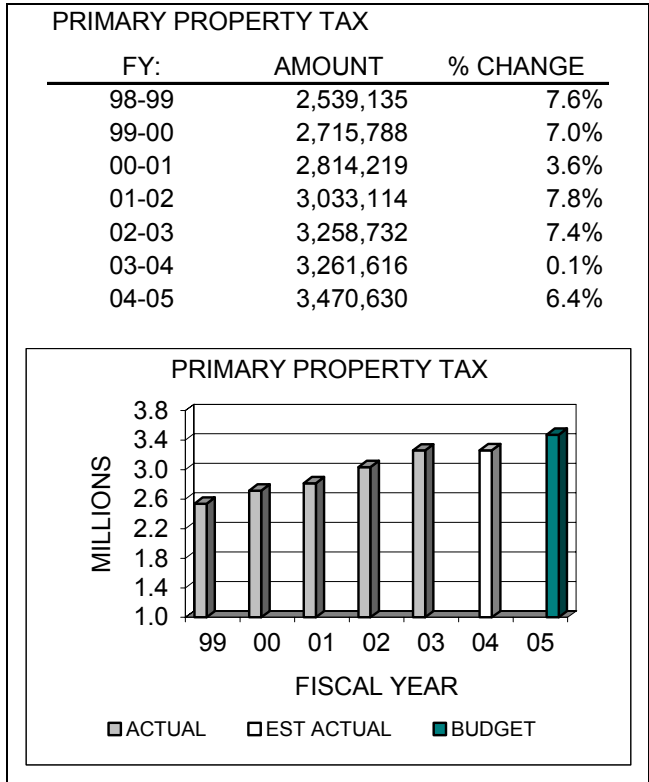 PRIMARY PROPERTY TAX
FY: AMOUNT % CHANGE
98-99 2,539,135 7.6%
99-00 2,715,788 7.0%
00-01 2,814,219 3.6%
01-02 3,033,114 7.8%
02-03 3,258,732 7.4%
03-04 3,261,616 0.1%
04-05 3,470,630 6.4%
PRIMARY PROPERTY TAX
MILLIONS
3.8
3.4
3.0
2.6
2.2
1.8
1.4
1.0
99 00 01 02 03 04 05
FISCAL YEAR
ACTUAL EST ACTUAL BUDGET